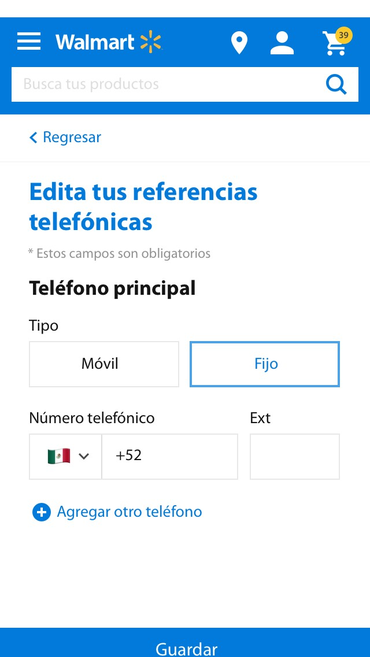 Walmart
39
Busca tus productos
Regresar
Edita tus referencias
telefónicas
* Estos campos son obligatorios
Teléfono principal
Tipo
Móvil Fijo
Número telefónico Ext
+52
Agregar otro teléfono
Guardar